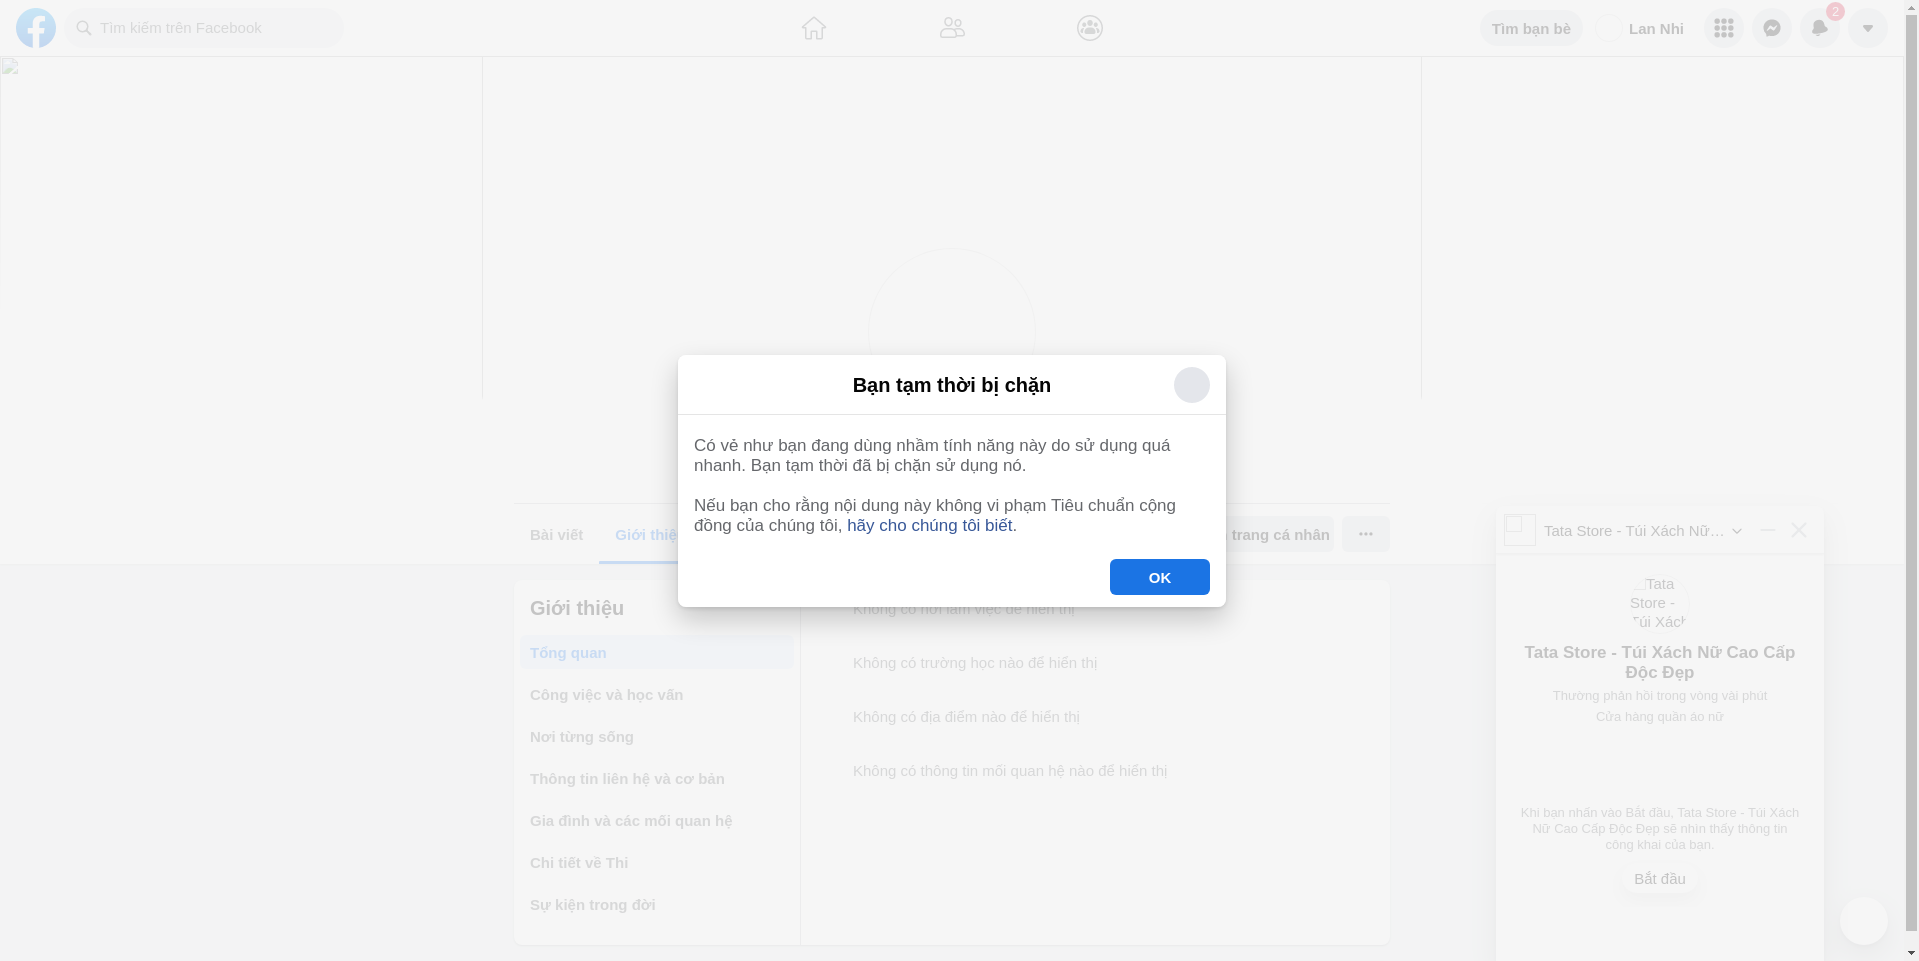 Tìm kiếm trên Facebook
Tìm bạn bè
Lan Nhi
2
Bạn tạm thời bị chặn
Có vẻ như bạn đang dùng nhầm tính năng này do sử dụng quá
nhanh. Bạn tạm thời đã bị chặn sử dụng nó.
Nếu bạn cho rằng nội dung này không vi phạm Tiêu chuẩn cộng
đồng của chúng tôi, hãy cho chúng tôi biết.
OK
Bài viết
Giới thiệ
trang cá nhân
Giới thiệu
Tổng quan
Công việc và học vấn
Nơi từng sống
Thông tin liên hệ và cơ bản
Gia đình và các mối quan hệ
Chi tiết về Thi
Sự kiện trong đời
Không có nơi làm việc để hiển thị
Không có trường học nào để hiển thị
Không có địa điểm nào để hiển thị
Không có thông tin mối quan hệ nào để hiển thị
Tata Store - Túi Xách Nữ…
Tata
Store -
Túi Xách
Tata Store - Túi Xách Nữ Cao Cấp
Độc Đẹp
Thường phản hồi trong vòng vài phút
Cửa hàng quần áo nữ
Khi bạn nhấn vào Bắt đầu, Tata Store - Túi Xách
Nữ Cao Cấp Độc Đẹp sẽ nhìn thấy thông tin
công khai của bạn.
Bắt đầu